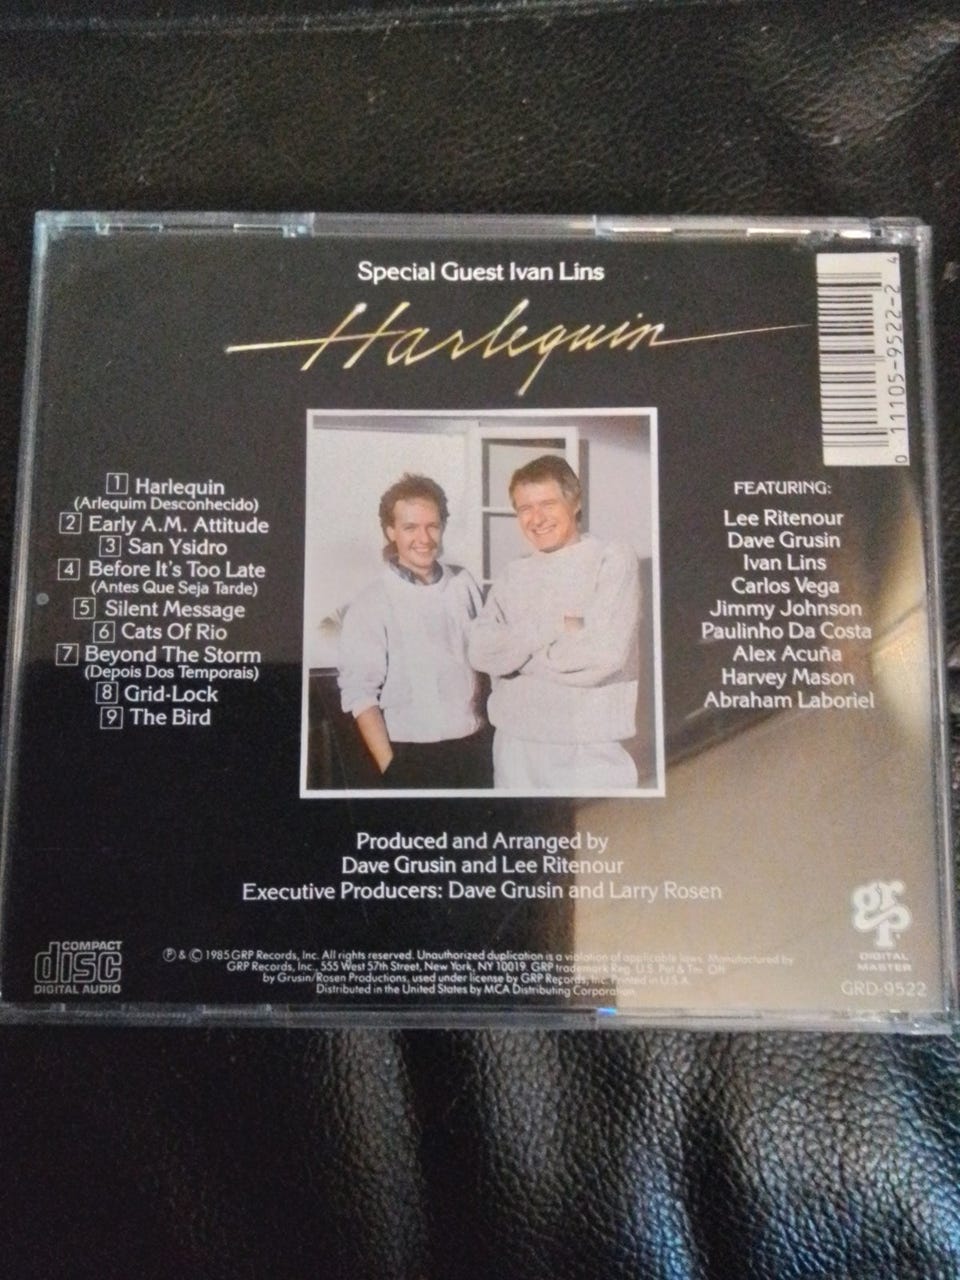 Special Guest Ivan Lins
Harlequin
0 11105-9522-2 4
1 Harlequin
(Arlequim Desconhecido)
2 Early A.M. Attitude
3 San Ysidro
4 Before It's Too Late
(Antes Que Seja Tarde)
5 Silent Message
6 Cats Of Rio
7 Beyond The Storm
(Depois Dos Temporais)
8 Grid-Lock
9 The Bird
FEATURING:
Lee Ritenour
Dave Grusin
Ivan Lins
Carlos Vega
Jimmy Johnson
Paulinho Da Costa
Alex Acuña
Harvey Mason
Abraham Laboriel
Produced and Arranged by
Dave Grusin and Lee Ritenour
Executive Producers: Dave Grusin and Larry Rosen
COMPACT
disc
DIGITAL AUDIO
℗ & © 1985 GRP Records, Inc. All rights reserved. Unauthorized duplication is a violation of applicable laws. Manufactured by
GRP Records, Inc., 555 West 57th Street, New York, NY 10019. GRP trademark Reg. U.S. Pat & Tm. Off.
by Grusin/Rosen Productions, used under license by GRP Records, Inc. Printed in U.S.A.
Distributed in the United States by MCA Distributing Corporation.
grp
DIGITAL
MASTER
GRD-9522